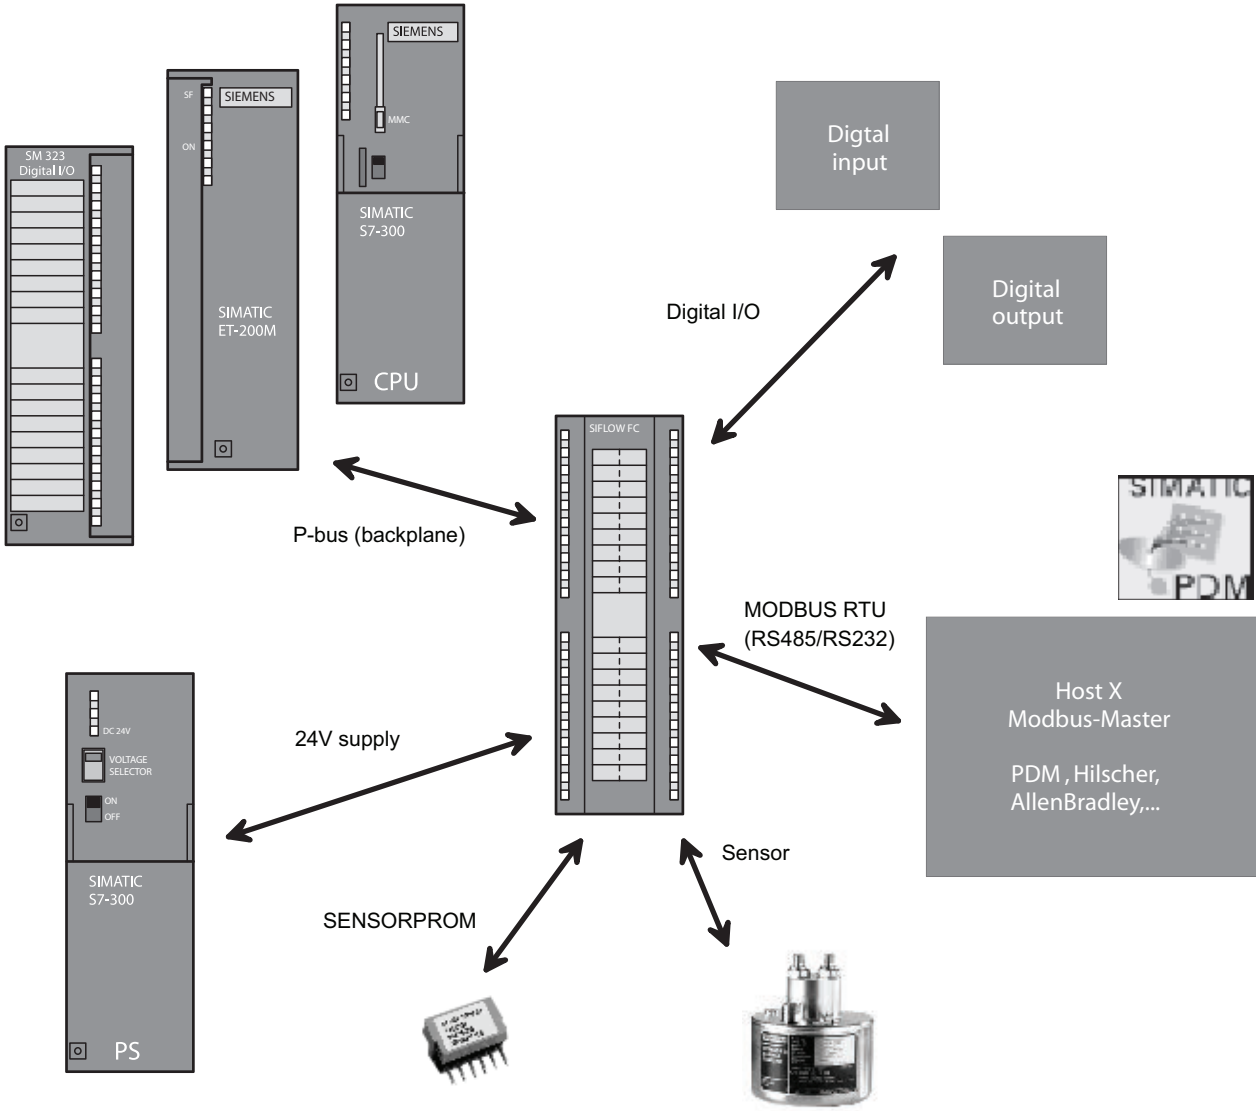 SIEMENS
MMC
SIMATIC
S7-300
CPU
SF
SIEMENS
ON
SIMATIC
ET-200M
SM 323
Digital I/O
Digtal
input
Digital
output
Digital I/O
SIFLOW FC
P-bus (backplane)
SIMATIC
PDM
MODBUS RTU
(RS485/RS232)
Host X
Modbus-Master
PDM , Hilscher,
AllenBradley,...
24V supply
DC 24V
VOLTAGE
SELECTOR
ON
OFF
SIMATIC
S7-300
PS
Sensor
SENSORPROM